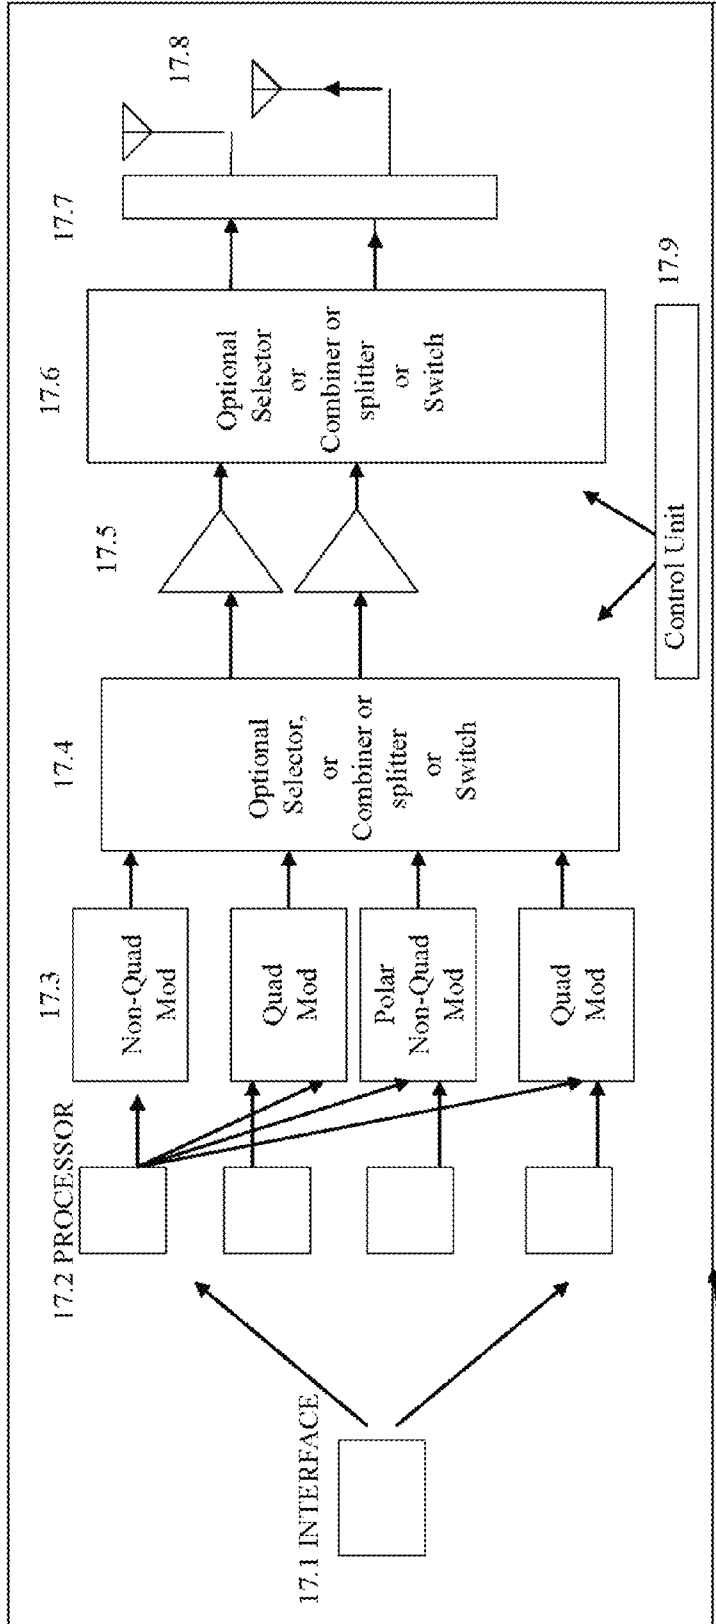 17.1 INTERFACE
17.2 PROCESSOR
17.3
Non-Quad
Mod
Quad
Mod
Polar
Non-Quad
Mod
Quad
Mod
17.4
Optional
Selector,
or
Combiner or
splitter
or
Switch
17.5
17.6
Optional
Selector
or
Combiner or
splitter
or
Switch
17.7
17.8
Control Unit
17.9